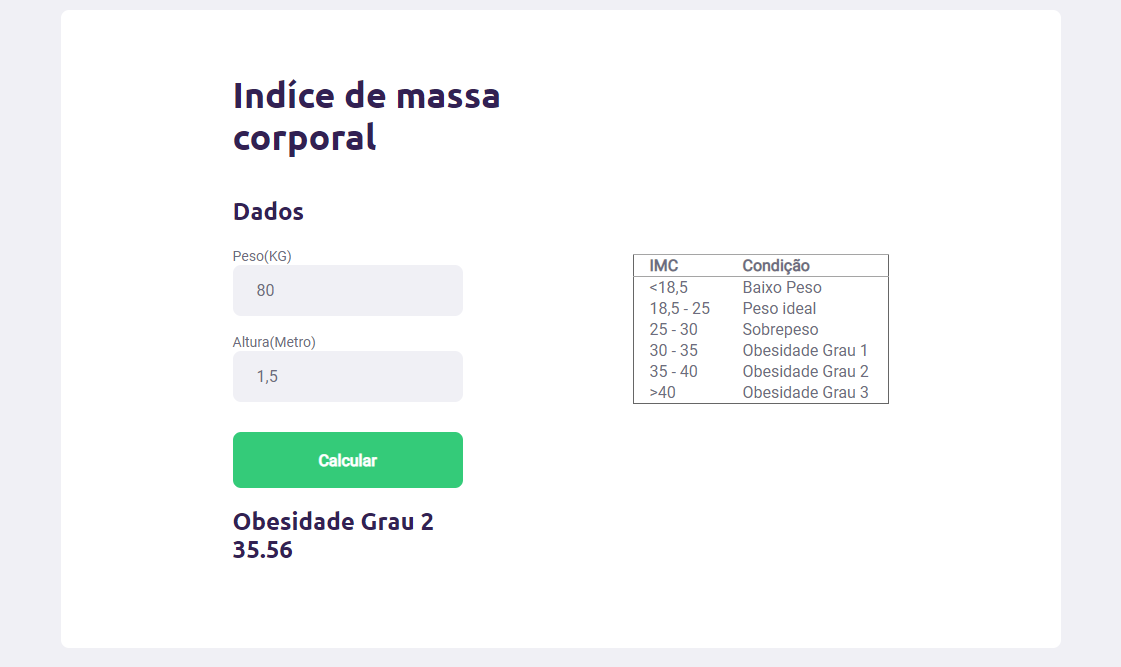 Indíce de massa
corporal
Dados
Peso(KG)
80
Altura(Metro)
1,5
Calcular
Obesidade Grau 2
35.56
IMC Condição
<18,5 Baixo Peso
18,5 - 25 Peso ideal
25 - 30 Sobrepeso
30 - 35 Obesidade Grau 1
35 - 40 Obesidade Grau 2
>40 Obesidade Grau 3